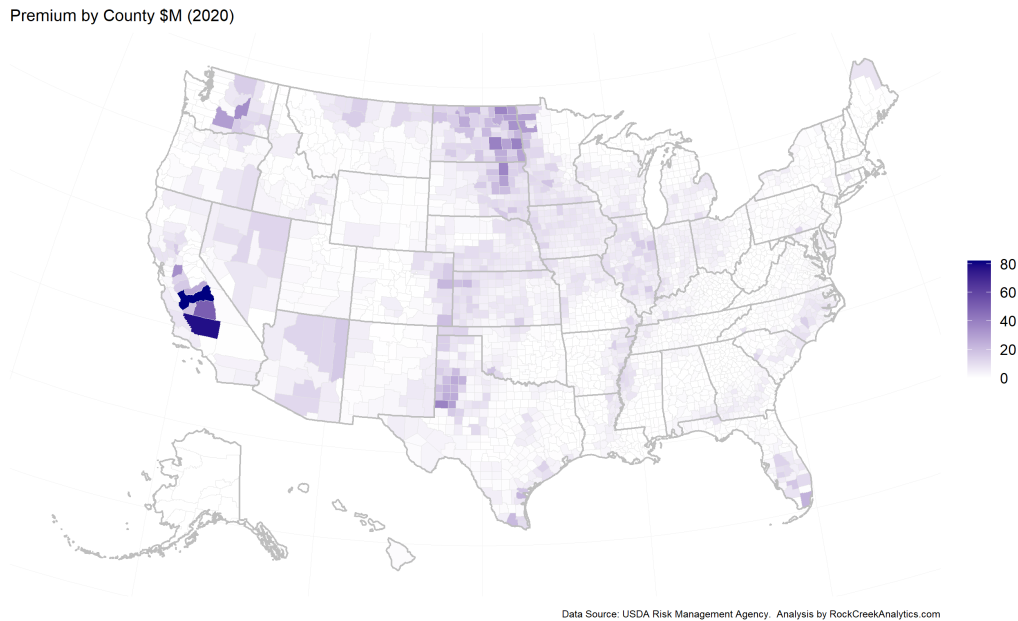 Premium by County $M (2020)
80
60
40
20
0
Data Source: USDA Risk Management Agency.  Analysis by RockCreekAnalytics.com